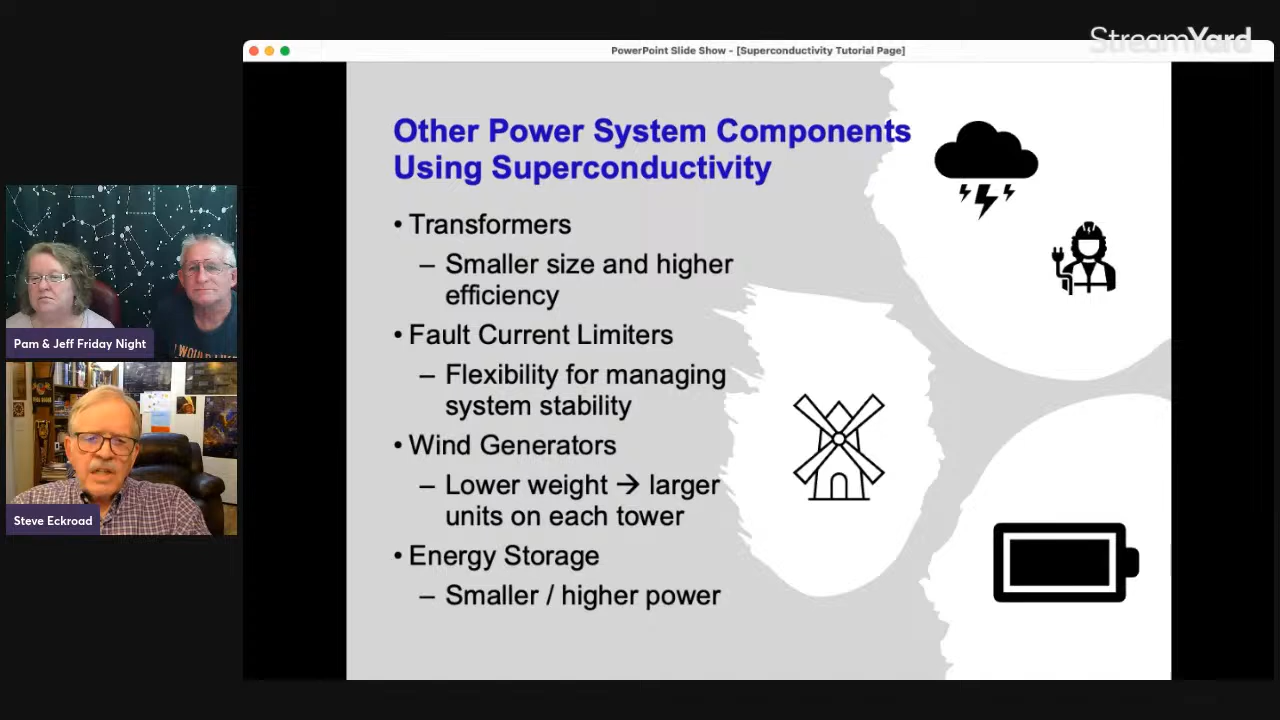 StreamYard
PowerPoint Slide Show - [Superconductivity Tutorial Page]
Other Power System Components
Using Superconductivity
• Transformers
– Smaller size and higher
efficiency
• Fault Current Limiters
– Flexibility for managing
system stability
• Wind Generators
– Lower weight → larger
units on each tower
• Energy Storage
– Smaller / higher power
Pam & Jeff Friday Night
Steve Eckroad